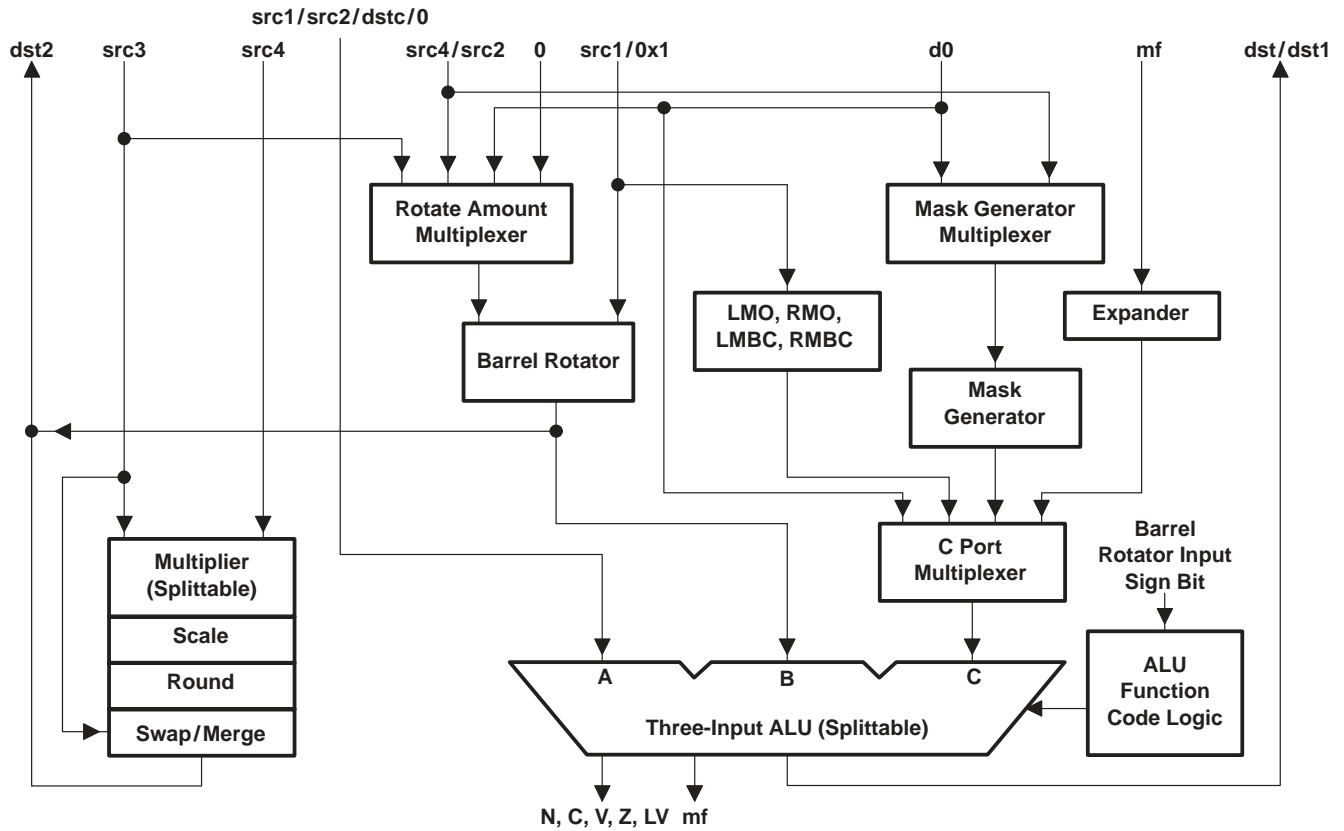 src1/src2/dstc/0
dst2
src3
src4
src4/src2
0
src1/0x1
d0
mf
dst/dst1
Rotate Amount
Multiplexer
Mask Generator
Multiplexer
LMO, RMO,
LMBC, RMBC
Expander
Barrel Rotator
Mask
Generator
Multiplier
(Splittable)
Scale
Round
Swap/Merge
C Port
Multiplexer
Barrel
Rotator Input
Sign Bit
A
B
C
Three-Input ALU (Splittable)
ALU
Function
Code Logic
N, C, V, Z, LV
mf